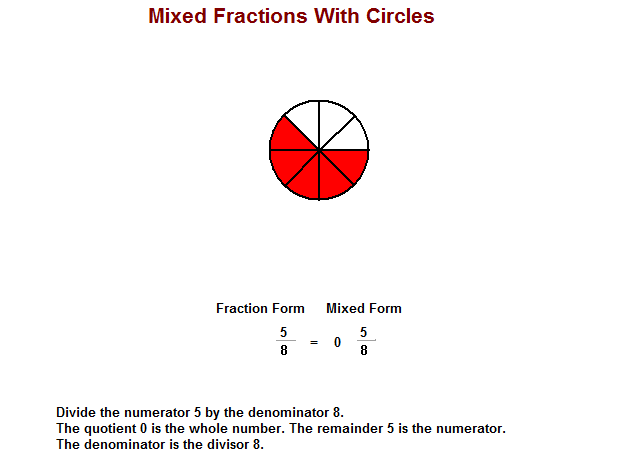 Mixed Fractions With Circles
Fraction Form Mixed Form
5 5
8 = 0 8
Divide the numerator 5 by the denominator 8.
The quotient 0 is the whole number. The remainder 5 is the numerator.
The denominator is the divisor 8.